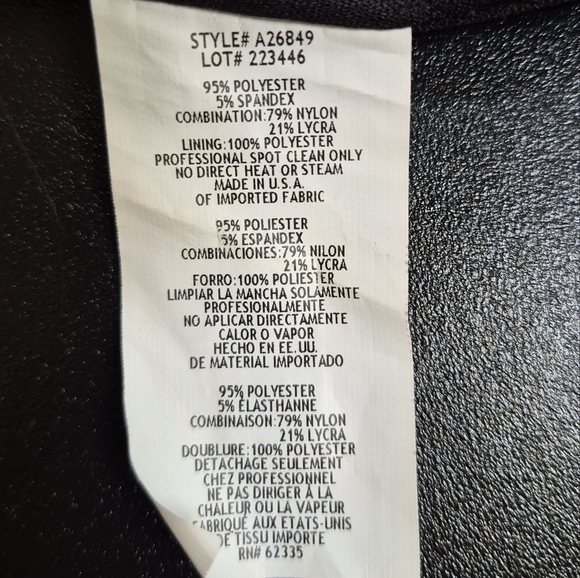 STYLE# A26849
LOT# 223446
95% POLYESTER
5% SPANDEX
COMBINATION:79% NYLON
21% LYCRA
LINING:100% POLYESTER
PROFESSIONAL SPOT CLEAN ONLY
NO DIRECT HEAT OR STEAM
MADE IN U.S.A.
OF IMPORTED FABRIC
95% POLIESTER
5% ESPANDEX
COMBINACIONES:79% NILON
21% LYCRA
FORRO:100% POLIESTER
LIMPIAR LA MANCHA SOLAMENTE
PROFESIONALMENTE
NO APLICAR DIRECTAMENTE
CALOR O VAPOR
HECHO EN EE.UU.
DE MATERIAL IMPORTADO
95% POLYESTER
5% ÉLASTHANNE
COMBINAISON:79% NYLON
21% LYCRA
DOUBLURE:100% POLYESTER
DETACHAGE SEULEMENT
CHEZ PROFESSIONNEL
NE PAS DIRIGER À LA
CHALEUR OU LA VAPEUR
FABRIQUÉ AUX ETATS-UNIS
DE TISSU IMPORTE
RN# 62335